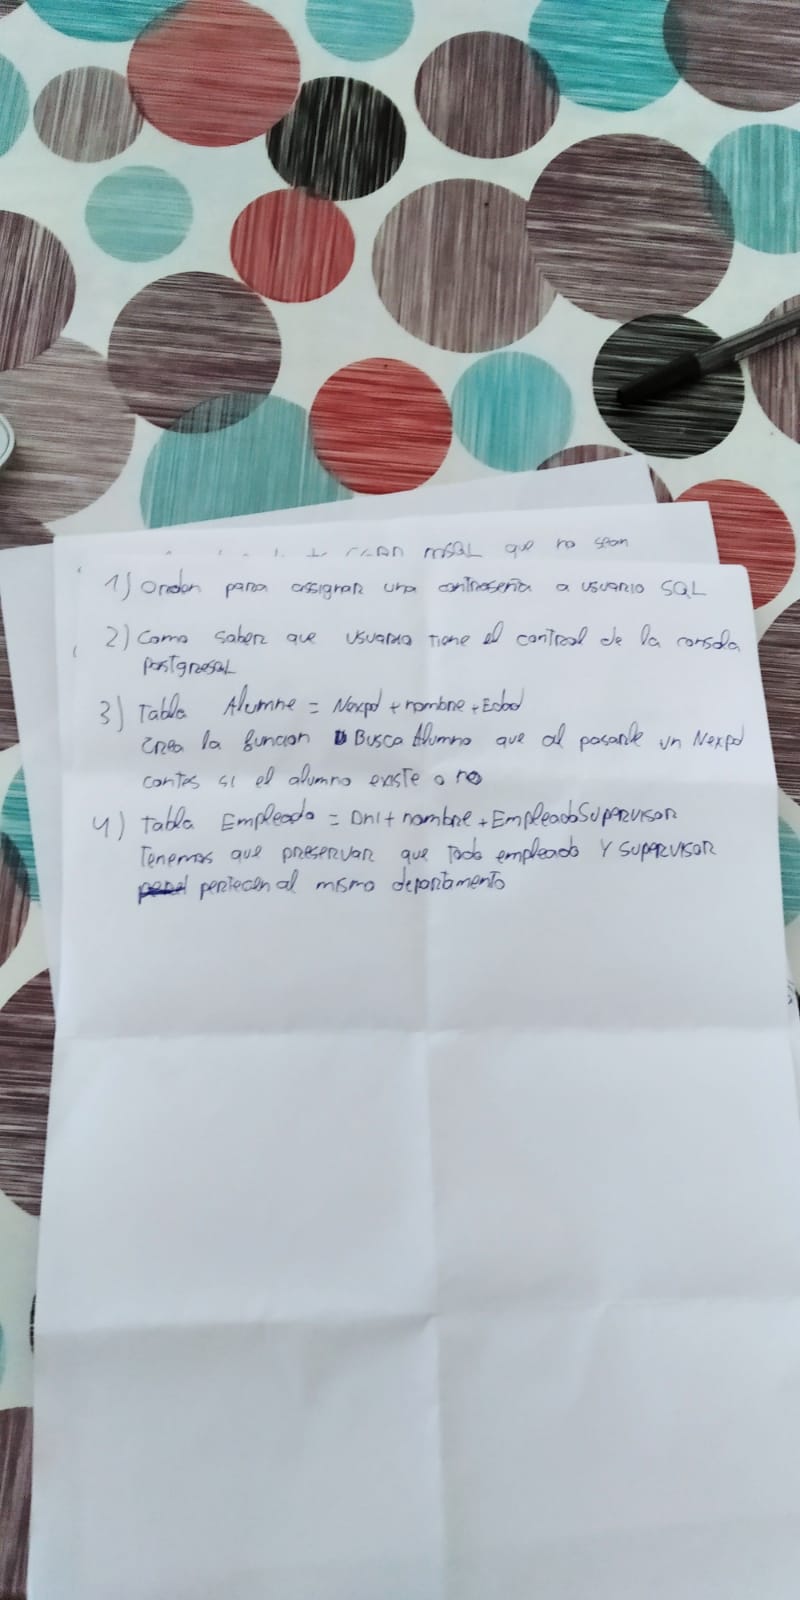 mSQL que no sean
1) Orden para assignar una contraseña a usuario SQL
2) Como saber que usuario tiene el control de la consola
Postgresql
3) Tabla Alumne = Nexpd + nombre + Edad
Crea la funcion Busca Alumno que al pasarle un Nexpd
contes si el alumno existe o no
4) Tabla Empleado = Dni + nombre + EmpleadoSupervisor
Tenemos que preservar que todo empleado y supervisor
pertecen al mismo departamento